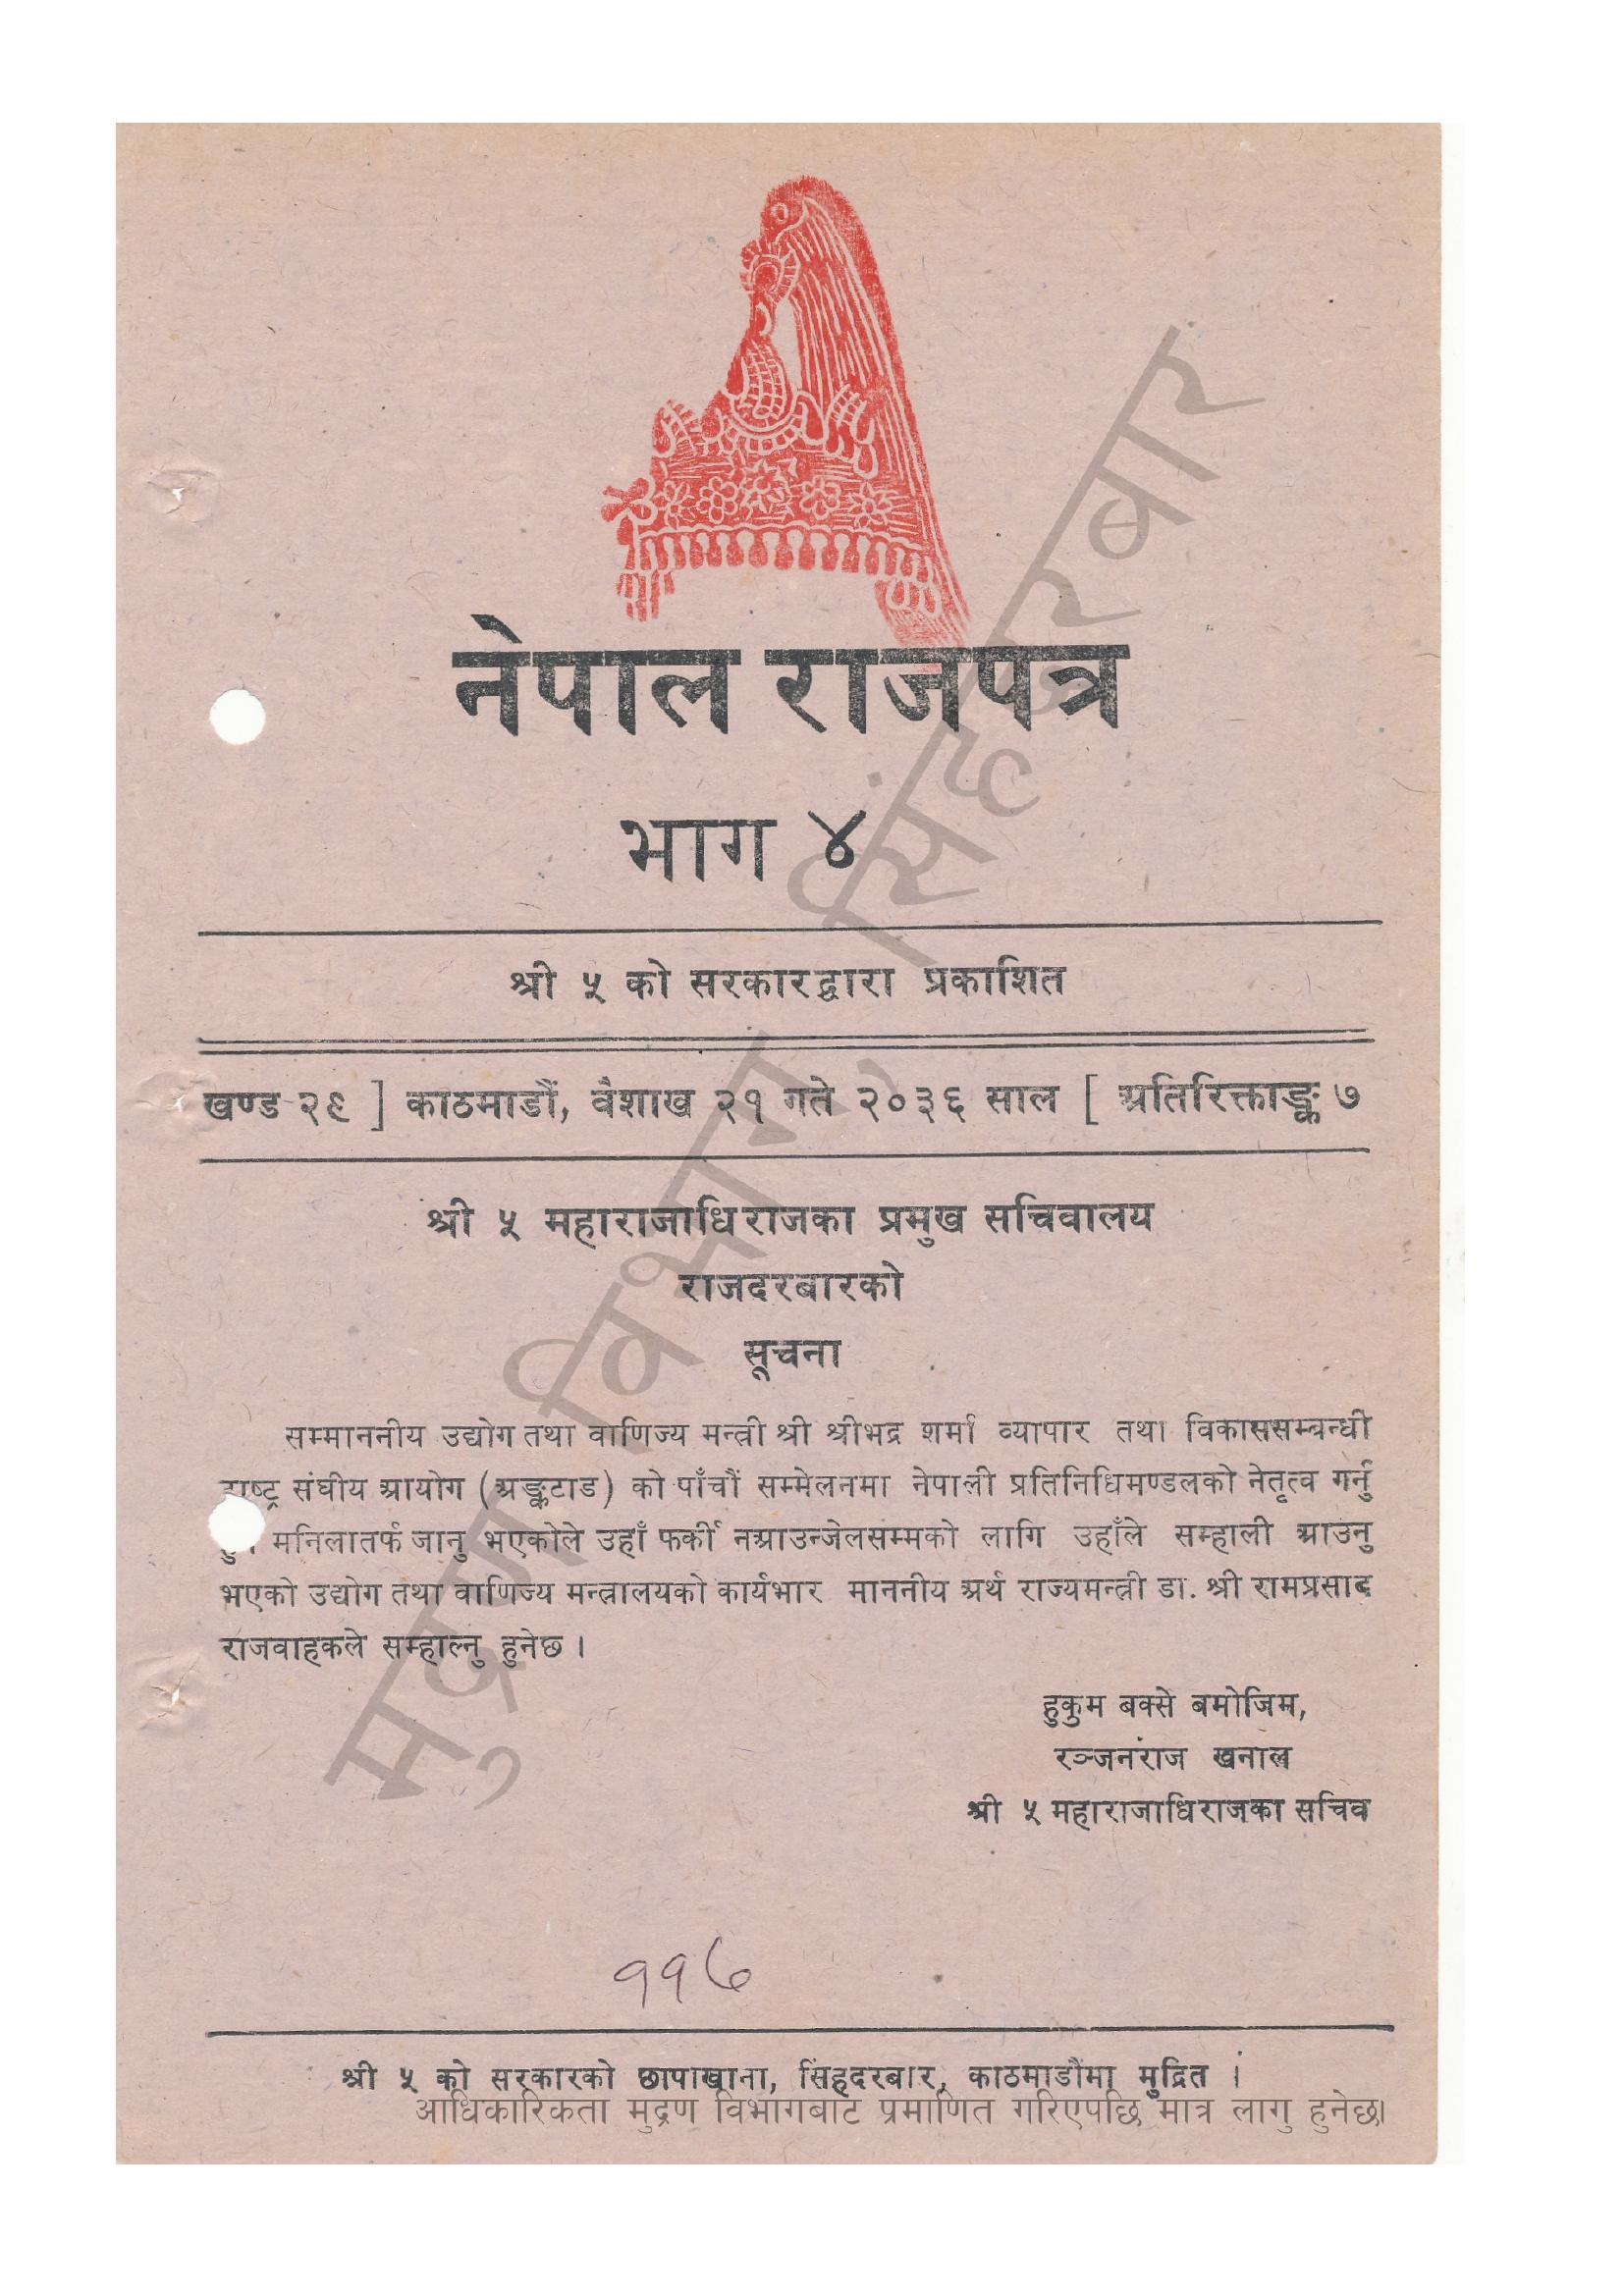 नेपाल राजपत्र
भाग ४
श्री ५ को सरकारद्वारा प्रकाशित
खण्ड २९ ] काठमाडौं, वैशाख २१ गते २०३६ साल [ अतिरिक्ताङ्क ७
श्री ५ महाराजाधिराजका प्रमुख सचिवालय
राजदरबारको
सूचना
सम्माननीय उद्योग तथा वाणिज्य मन्त्री श्री श्रीभद्र शर्मा व्यापार तथा विकाससम्बन्धी
राष्ट्र संघीय आयोग (अङ्कटाड) को पाँचौं सम्मेलनमा नेपाली प्रतिनिधिमण्डलको नेतृत्व गर्नु
मनिलातर्फ जानु भएकोले उहाँ फर्की नआउन्जेलसम्मको लागि उहाँले सम्हाली आउनु
भएको उद्योग तथा वाणिज्य मन्त्रालयको कार्यभार माननीय अर्थ राज्यमन्त्री डा. श्री रामप्रसाद
राजवाहकले सम्हाल्नु हुनेछ ।
हुकुम बक्से बमोजिम,
रञ्जनराज खनाल
श्री ५ महाराजाधिराजका सचिव
११७
श्री ५ को सरकारको छापाखाना, सिंहदरबार, काठमाडौंमा मुद्रित ।
आधिकारिकता मुद्रण विभागबाट प्रमाणित गरिएपछि मात्र लागु हुनेछ।
मुद्रण विभाग, सिंहदरबार